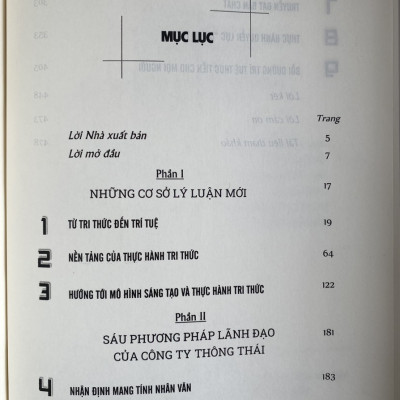 MỤC LỤC
Trang
Lời Nhà xuất bản 5
Lời mở đầu 7
Phần I
NHỮNG CƠ SỞ LÝ LUẬN MỚI 17
1 TỪ TRI THỨC ĐẾN TRÍ TUỆ 19
2 NỀN TẢNG CỦA THỰC HÀNH TRI THỨC 64
3 HƯỚNG TỚI MÔ HÌNH SÁNG TẠO VÀ THỰC HÀNH TRI THỨC 122
Phần II
SÁU PHƯƠNG PHÁP LÃNH ĐẠO 181
CỦA CÔNG TY THÔNG THÁI
4 NHẬN ĐỊNH MANG TÍNH NHÂN VĂN 183